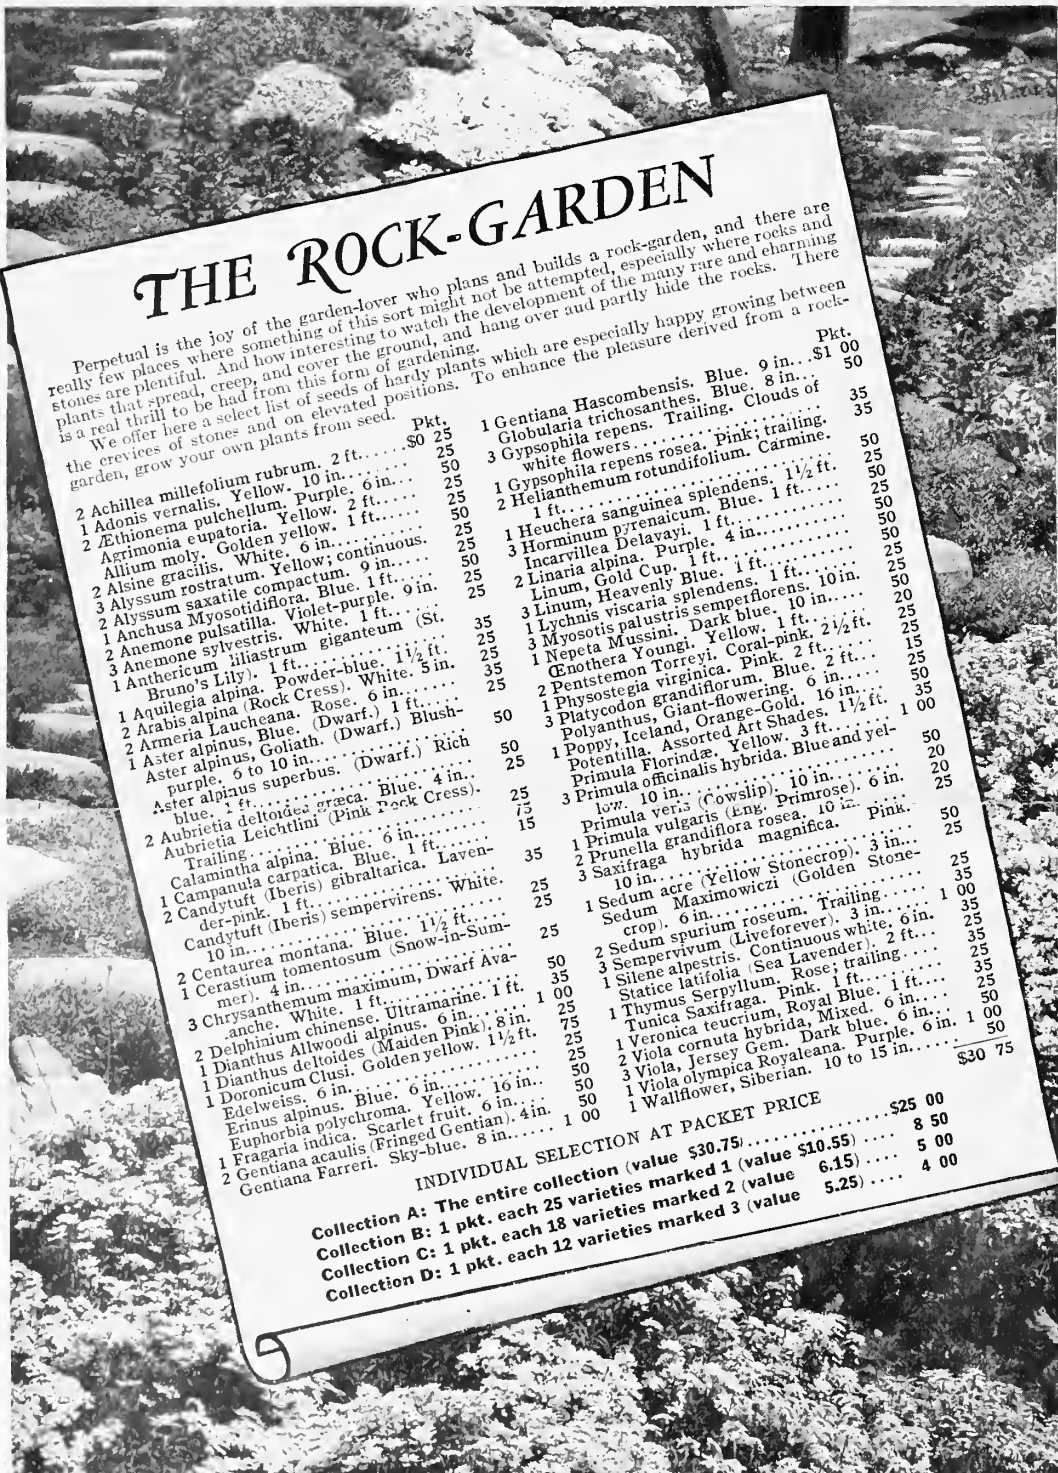 THE ROCK-GARDEN
Perpetual is the joy of the garden-lover who plans and builds a rock-garden, and there are
really few places where something of this sort might not be attempted, especially where rocks and
stones are plentiful. And how interesting to watch the development of the many rare and charming
plants that spread, creep, and cover the ground, and hang over and partly hide the rocks. There
is a real thrill to be had from this form of gardening.
We offer here a select list of seeds of hardy plants which are especially happy growing between
the crevices of stones and on elevated positions. To enhance the pleasure derived from a rock-
garden, grow your own plants from seed.
Pkt.
2 Achillea millefolium rubrum. 2 ft......$0 25
1 Adonis vernalis. Yellow. 10 in........ 25
2 Æthionema pulchellum. Purple. 6 in... 50
Agrimonia eupatoria. Yellow. 2 ft..... 25
Allium moly. Golden yellow. 1 ft...... 25
2 Alsine gracilis. White. 6 in........ 50
3 Alyssum rostratum. Yellow; continuous. 25
2 Alyssum saxatile compactum. 9 in..... 25
1 Anchusa Myosotidiflora. Blue. 1 ft..... 50
2 Anemone pulsatilla. Violet-purple. 9 in. 25
3 Anemone sylvestris. White. 1 ft...... 25
1 Anthericum liliastrum giganteum (St.
Bruno's Lily). 1 ft.................. 35
1 Aquilegia alpina. Powder-blue. 1½ ft. 25
2 Arabis alpina (Rock Cress). White. 5 in. 25
2 Armeria Laucheana. Rose. 6 in....... 35
1 Aster alpinus, Blue. (Dwarf.) 1 ft..... 25
Aster alpinus, Goliath. (Dwarf.) Blush-
purple. 6 to 10 in.................. 50
Aster alpinus superbus. (Dwarf.) Rich
blue. 1 ft......................... 50
2 Aubrietia deltoidea græca. Blue. 4 in.. 25
Aubrietia Leichtlini (Pink Rock Cress).
Trailing........................... 25
Calamintha alpina. Blue. 6 in......... 75
1 Campanula carpatica. Blue. 1 ft...... 15
2 Candytuft (Iberis) gibraltarica. Laven-
der-pink. 1 ft...................... 35
Candytuft (Iberis) sempervirens. White.
10 in.............................. 25
2 Centaurea montana. Blue. 1½ ft..... 25
1 Cerastium tomentosum (Snow-in-Sum-
mer). 4 in......................... 25
3 Chrysanthemum maximum, Dwarf Ava-
lanche. White. 1 ft................. 50
2 Delphinium chinense. Ultramarine. 1 ft. 35
1 Dianthus Allwoodi alpinus. 6 in...... 1 00
1 Dianthus deltoides (Maiden Pink). 8 in. 25
1 Doronicum Clusi. Golden yellow. 1½ ft. 75
Edelweiss. 6 in..................... 25
Erinus alpinus. Blue. 6 in............ 25
Euphorbia polychroma. Yellow. 16 in.. 50
1 Fragaria indica. Scarlet fruit. 6 in.... 50
2 Gentiana acaulis (Fringed Gentian). 4 in. 50
Gentiana Farreri. Sky-blue. 8 in...... 1 00
Pkt.
1 Gentiana Hascombensis. Blue. 9 in...$1 00
Globularia trichosanthes. Blue. 8 in... 50
3 Gypsophila repens. Trailing. Clouds of
white flowers...................... 35
1 Gypsophila repens rosea. Pink; trailing. 35
2 Helianthemum rotundifolium. Carmine.
1 ft............................... 50
1 Heuchera sanguinea splendens. 1½ ft. 25
3 Horminum pyrenaicum. Blue. 1 ft..... 50
Incarvillea Delavayi. 1 ft............ 25
2 Linaria alpina. Purple. 4 in.......... 50
Linum, Gold Cup. 1 ft............... 50
3 Linum, Heavenly Blue. 1 ft.......... 25
1 Lychnis viscaria splendens. 1 ft....... 25
3 Myosotis palustris semperflorens. 10 in. 50
1 Nepeta Mussini. Dark blue. 10 in..... 20
Œnothera Youngi. Yellow. 1 ft....... 25
2 Pentstemon Torreyi. Coral-pink. 2½ ft. 25
1 Physostegia virginica. Pink. 2 ft...... 25
3 Platycodon grandiflorum. Blue. 2 ft... 15
Polyanthus, Giant-flowering. 6 in..... 25
1 Poppy, Iceland, Orange-Gold. 16 in.... 50
Potentilla. Assorted Art Shades. 1½ ft. 35
Primula Florindæ. Yellow. 3 ft....... 1 00
3 Primula officinalis hybrida. Blue and yel-
low. 10 in......................... 50
Primula veris (Cowslip). 10 in........ 20
1 Primula vulgaris (Eng. Primrose). 6 in. 20
2 Prunella grandiflora rosea. 10 in...... 25
3 Saxifraga hybrida magnifica. Pink.
10 in.............................. 50
1 Sedum acre (Yellow Stonecrop). 3 in... 25
Sedum Maximowiczi (Golden Stone-
crop). 6 in......................... 25
2 Sedum spurium roseum. Trailing..... 35
3 Sempervivum (Liveforever). 3 in...... 1 00
1 Silene alpestris. Continuous white. 6 in. 35
Statice latifolia (Sea Lavender). 2 ft... 25
1 Thymus Serpyllum. Rose; trailing.... 35
Tunica Saxifraga. Pink. 1 ft.......... 25
1 Veronica teucrium, Royal Blue. 1 ft.... 35
2 Viola cornuta hybrida, Mixed. 6 in.... 25
3 Viola, Jersey Gem. Dark blue. 6 in.... 50
1 Viola olympica Royaleana. Purple. 6 in. 1 00
1 Wallflower, Siberian. 10 to 15 in...... 50
$30 75
INDIVIDUAL SELECTION AT PACKET PRICE
Collection A: The entire collection (value $30.75)................$25 00
Collection B: 1 pkt. each 25 varieties marked 1 (value $10.55).... 8 50
Collection C: 1 pkt. each 18 varieties marked 2 (value 6.15).... 5 00
Collection D: 1 pkt. each 12 varieties marked 3 (value 5.25).... 4 00